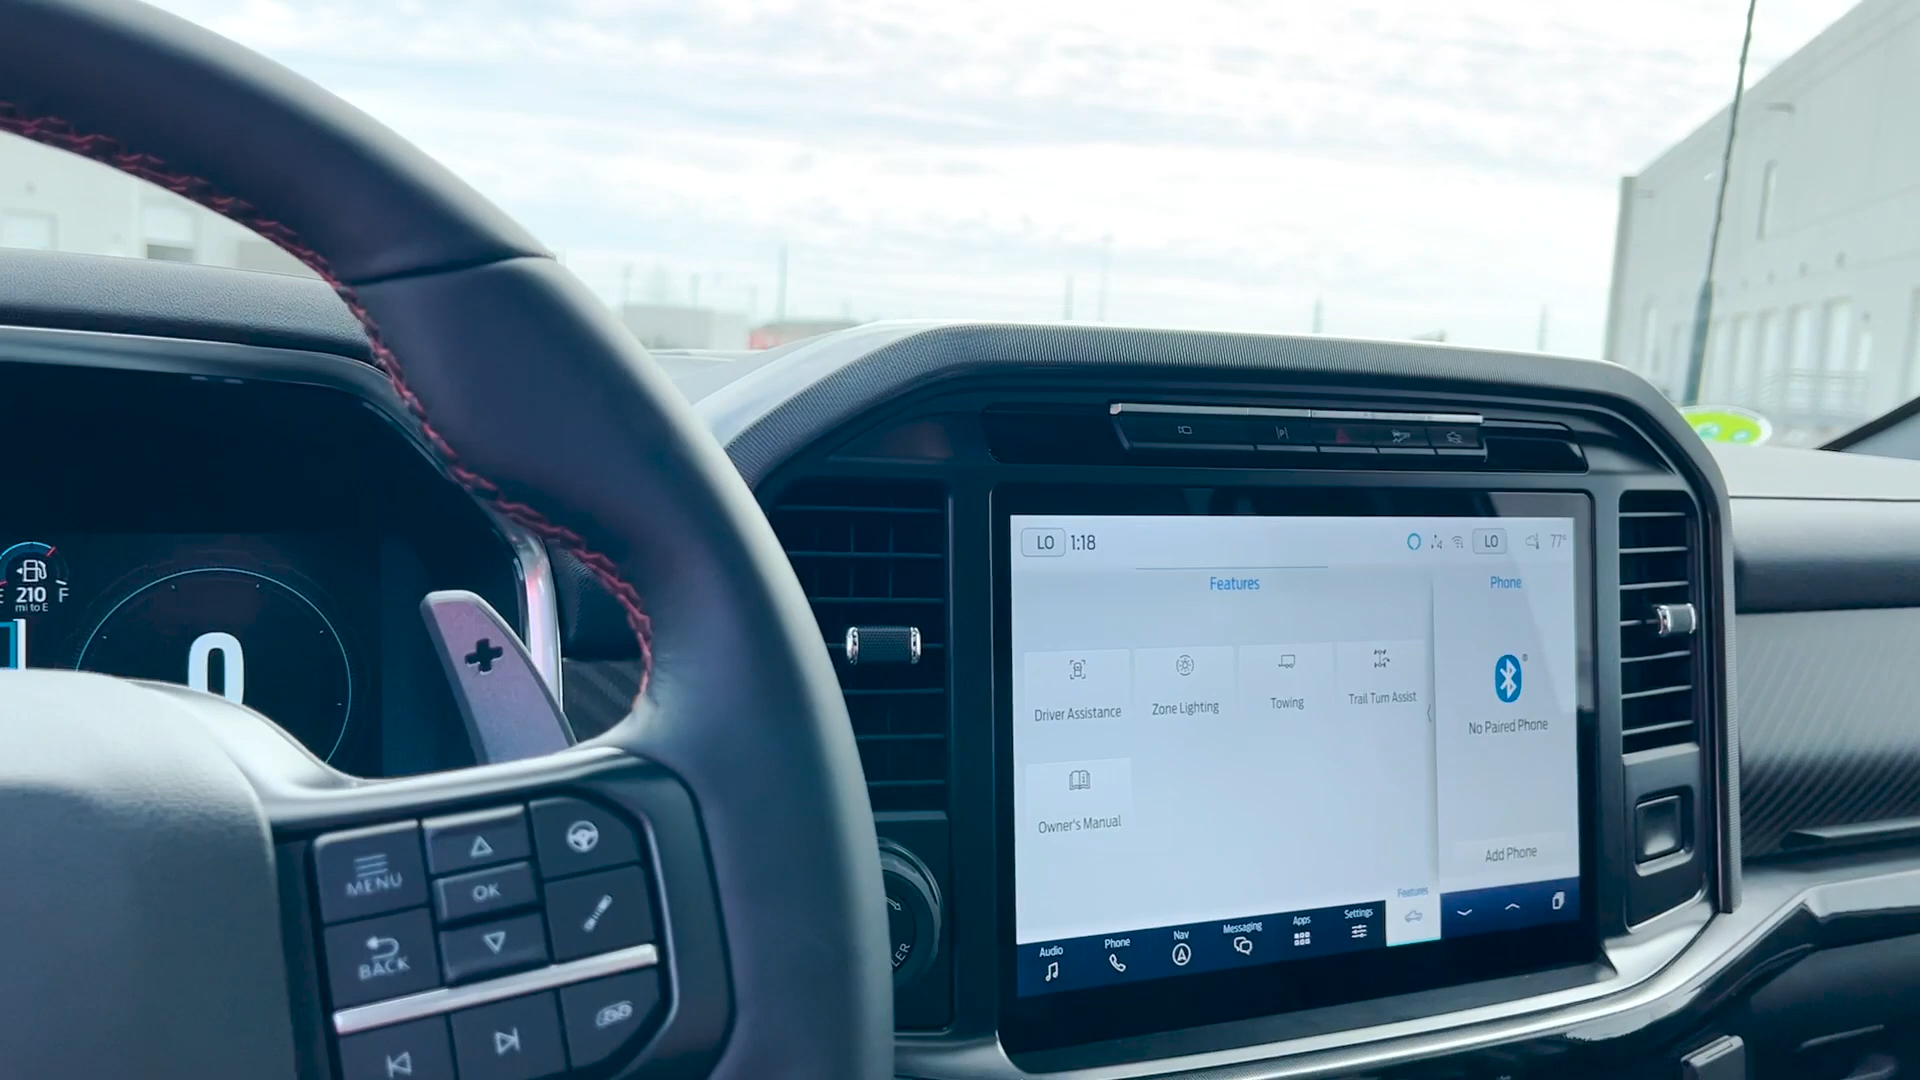 E
210
F
mi to E
0
MENU
OK
BACK
LO 1:18
LO
77°
Features
Phone
Driver Assistance
Zone Lighting
Towing
Trail Turn Assist
No Paired Phone
Owner's Manual
Add Phone
Audio
Phone
Nav
Messaging
Apps
Settings
Features